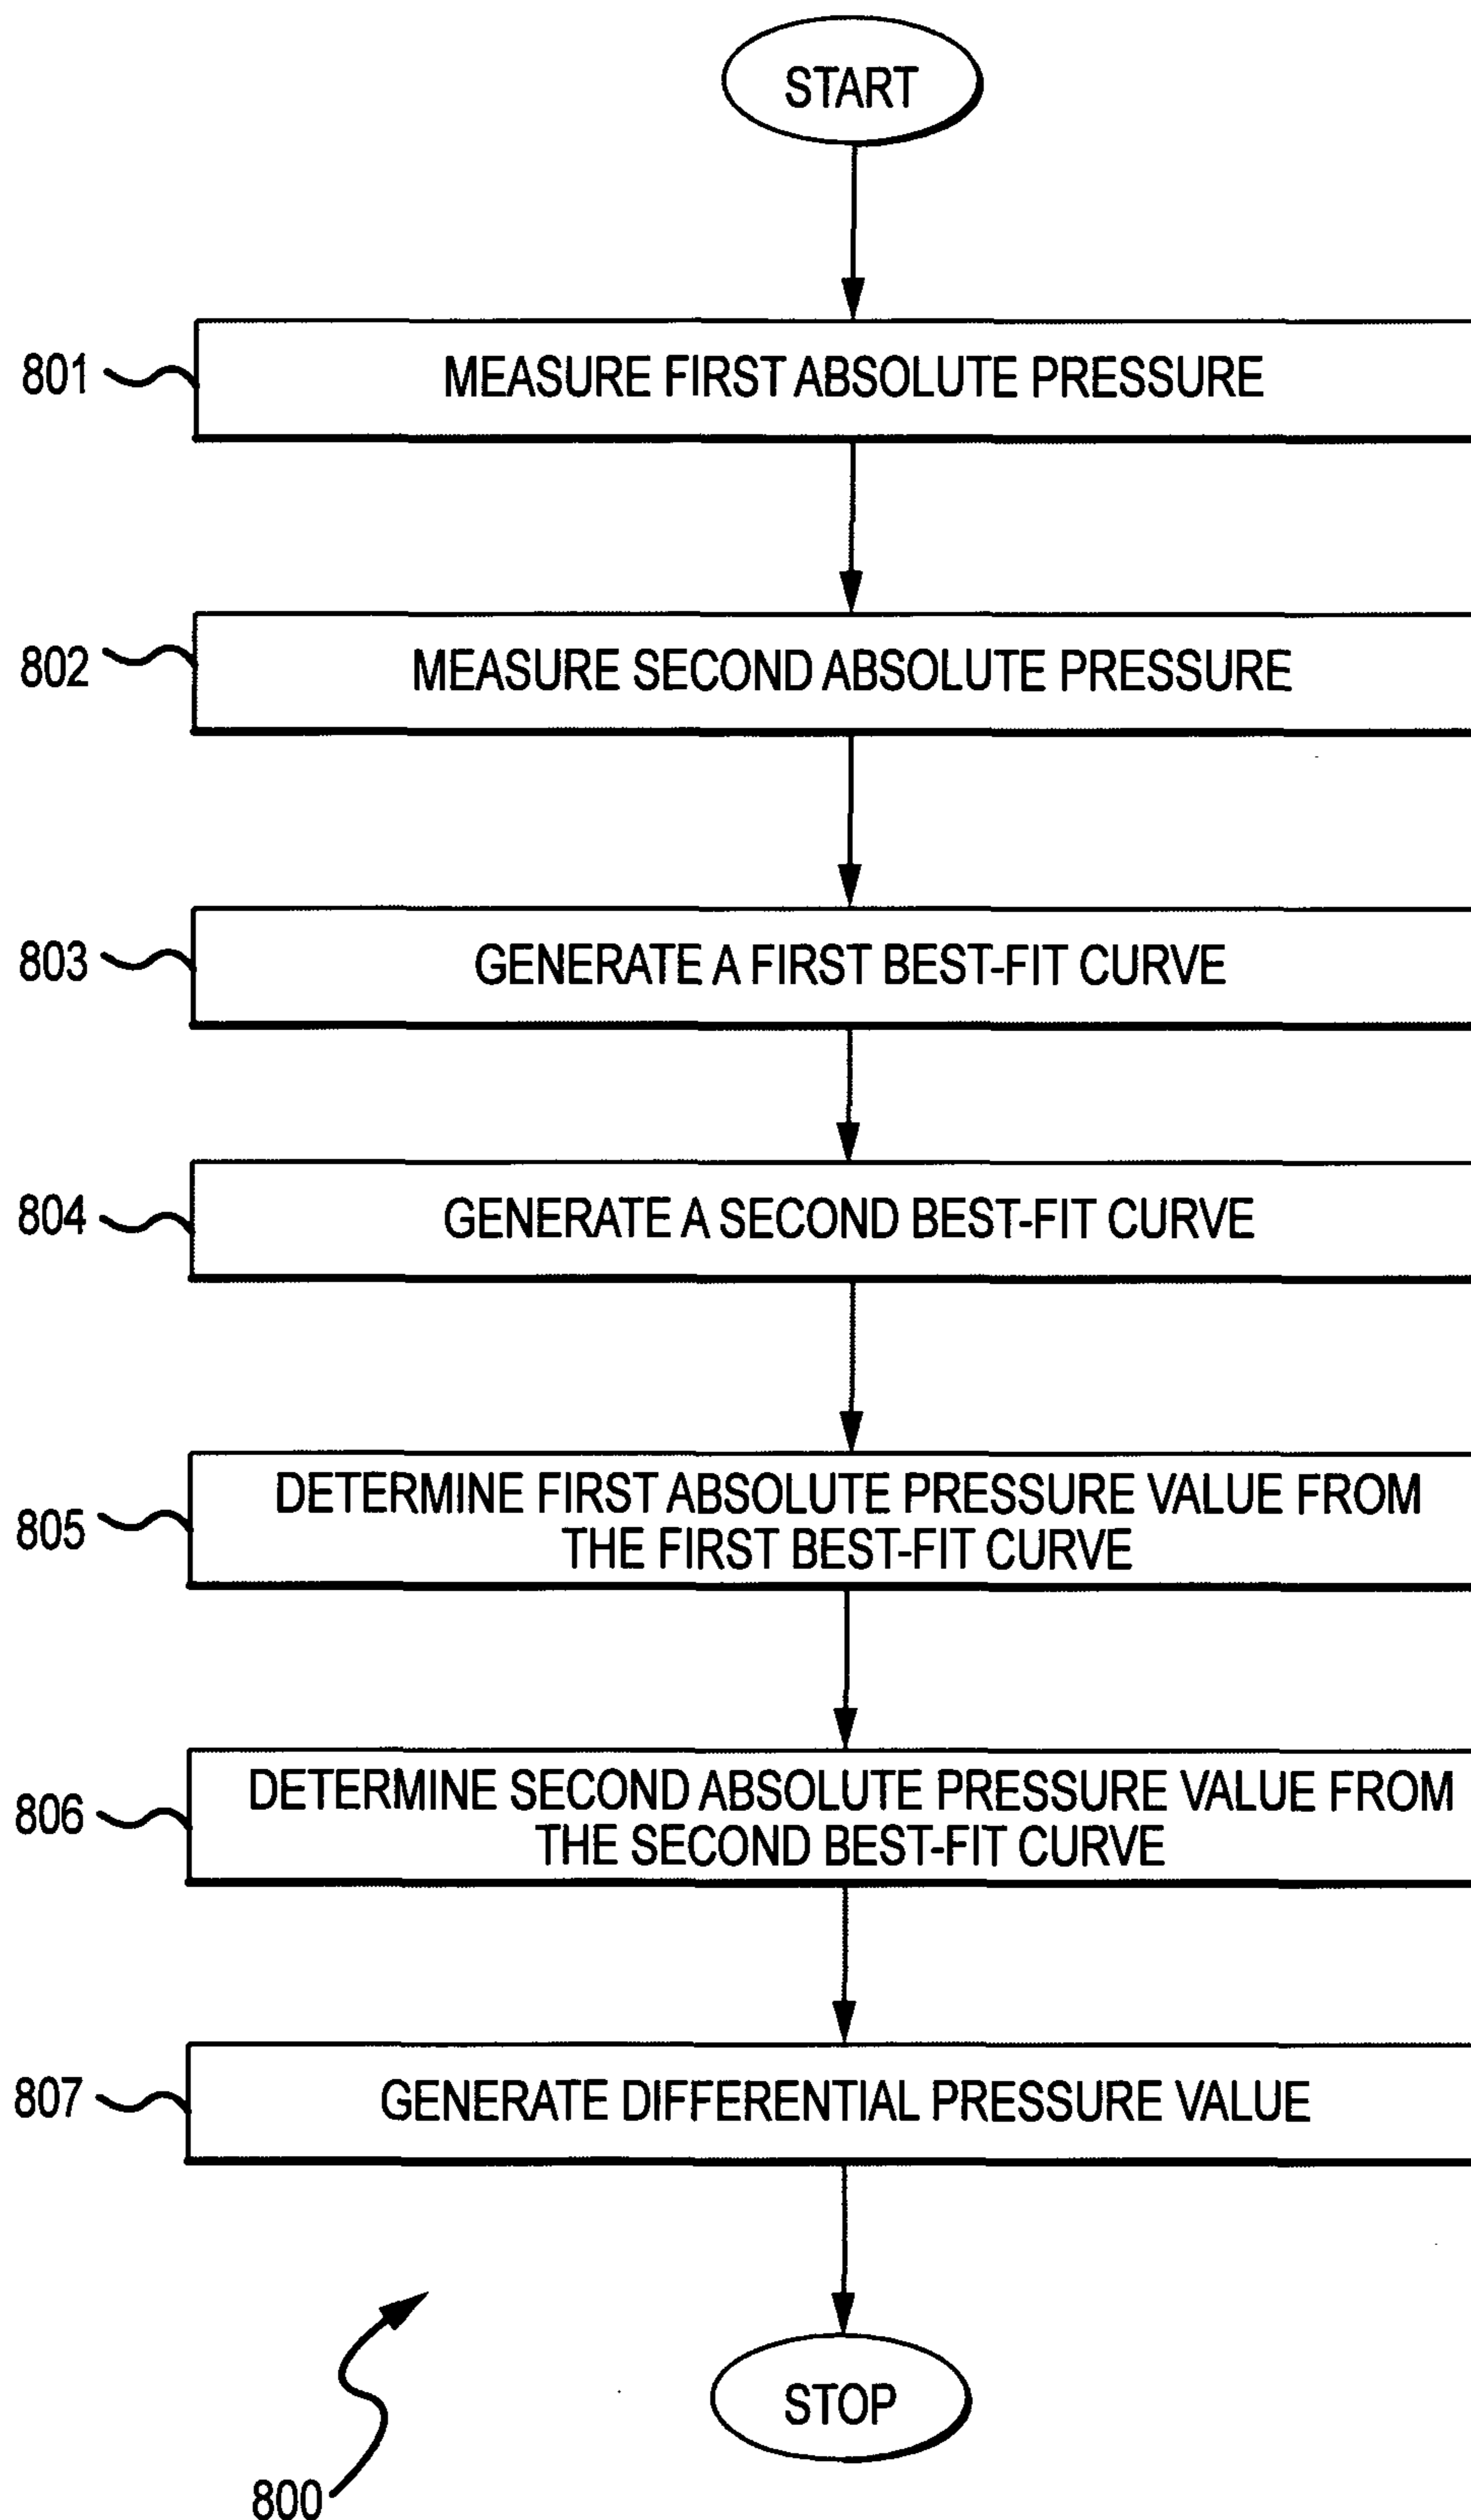 START
801
MEASURE FIRST ABSOLUTE PRESSURE
802
MEASURE SECOND ABSOLUTE PRESSURE
803
GENERATE A FIRST BEST-FIT CURVE
804
GENERATE A SECOND BEST-FIT CURVE
805
DETERMINE FIRST ABSOLUTE PRESSURE VALUE FROM
THE FIRST BEST-FIT CURVE
806
DETERMINE SECOND ABSOLUTE PRESSURE VALUE FROM
THE SECOND BEST-FIT CURVE
807
GENERATE DIFFERENTIAL PRESSURE VALUE
STOP
800